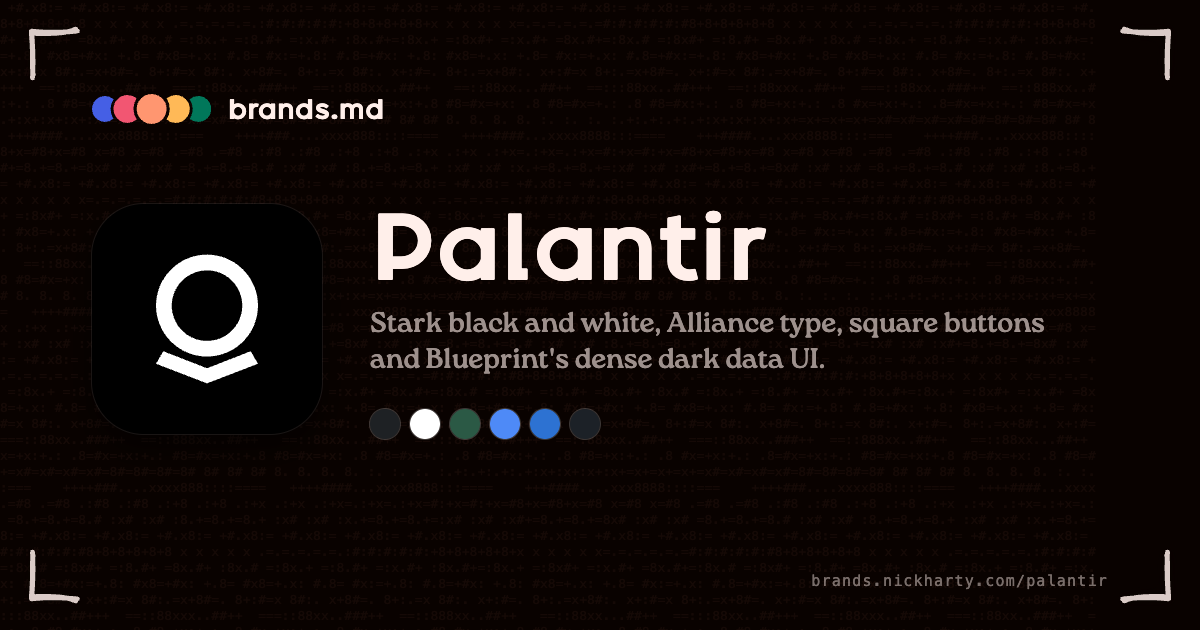 brands.md
Palantir
Stark black and white, Alliance type, square buttons
and Blueprint's dense dark data UI.
brands.nickharty.com/palantir